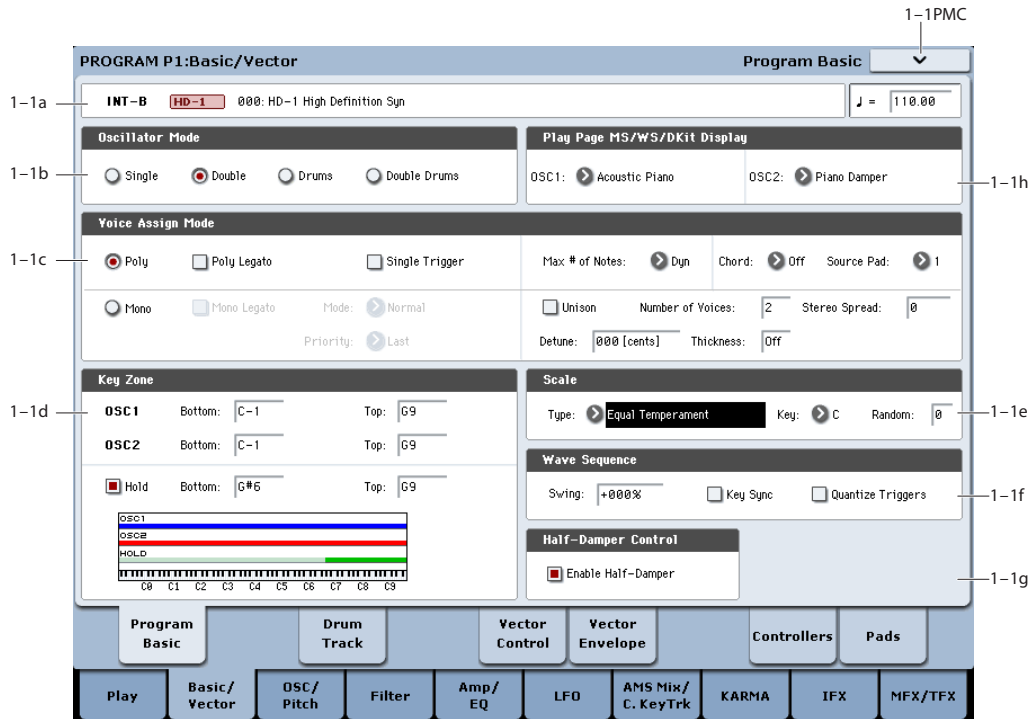 1–1PMC
PROGRAM P1:Basic/Vector
Program Basic
1–1a
INT-B HD-1 000: HD-1 High Definition Syn
♩ = 110.00
Oscillator Mode
Play Page MS/WS/DKit Display
1–1b
Single Double Drums Double Drums
OSC1: Acoustic Piano OSC2: Piano Damper
1–1h
Voice Assign Mode
1–1c
Poly Poly Legato Single Trigger
Max # of Notes: Dyn Chord: Off Source Pad: 1
Mono Mono Legato Mode: Normal
Priority: Last
Unison Number of Voices: 2 Stereo Spread: 0
Detune: 000 [cents] Thickness: Off
Key Zone
1–1d
OSC1 Bottom: C-1 Top: G9
OSC2 Bottom: C-1 Top: G9
Hold Bottom: G#6 Top: G9
OSC1
OSC2
HOLD
C0 C1 C2 C3 C4 C5 C6 C7 C8 C9
Scale
Type: Equal Temperament Key: C Random: 0
1–1e
Wave Sequence
Swing: +000% Key Sync Quantize Triggers
1–1f
Half-Damper Control
Enable Half-Damper
1–1g
Program Basic
Drum Track
Vector Control
Vector Envelope
Controllers
Pads
Play
Basic/ Vector
OSC/ Pitch
Filter
Amp/ EQ
LFO
AMS Mix/ C. KeyTrk
KARMA
IFX
MFX/TFX